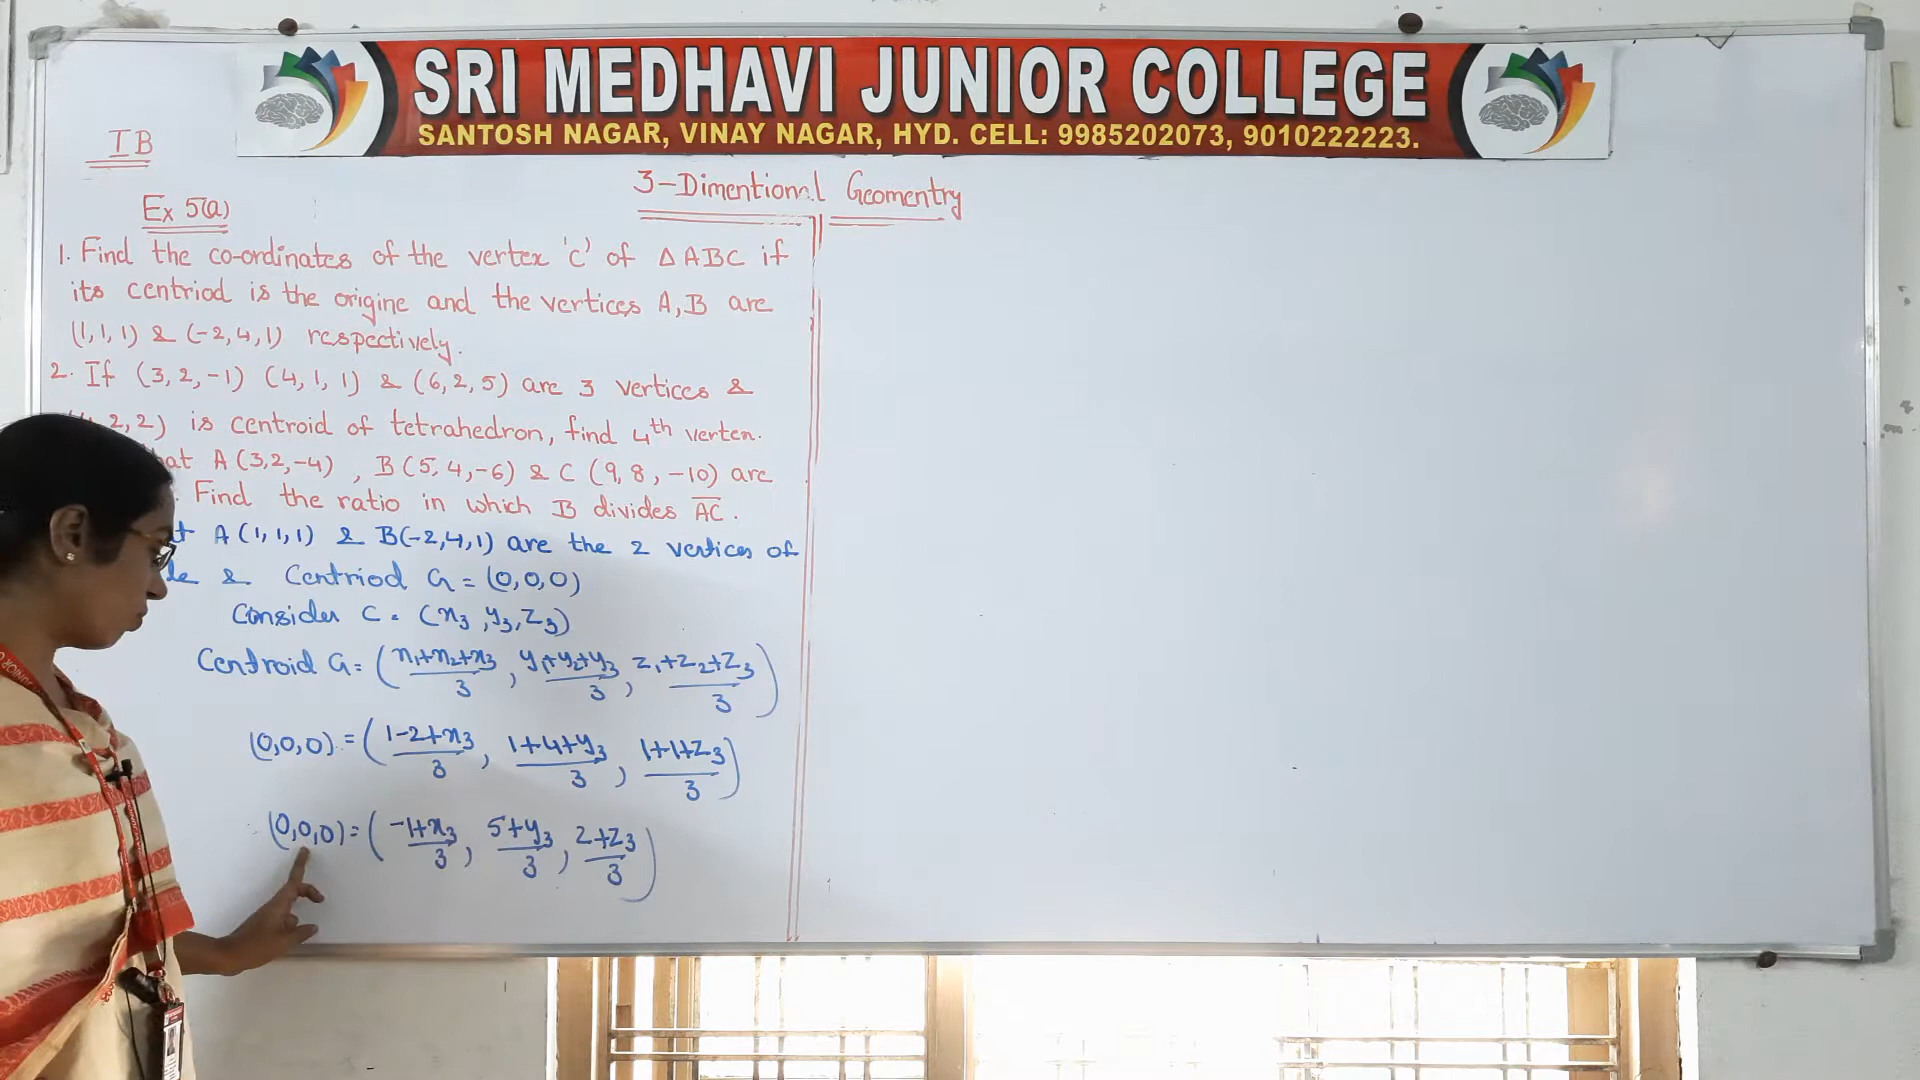 SRI MEDHAVI JUNIOR COLLEGE
SANTOSH NAGAR, VINAY NAGAR, HYD. CELL: 9985202073, 9010222223.
IB
3-Dimentional Geomentry
Ex 5(a)
1. Find the co-ordinates of the vertex 'c' of Δ ABC if
its centriod is the origine and the vertices A,B are
(1,1,1) & (-2,4,1) respectively.
2. If (3,2,-1) (4,1,1) & (6,2,5) are 3 vertices &
2,2) is centroid of tetrahedron, find 4th verten.
at A(3,2,-4), B(5,4,-6) & C (9,8,-10) are
. Find the ratio in which B divides A̅C̅.
t A(1,1,1) & B(-2,4,1) are the 2 vertices of
le & Centriod G = (0,0,0)
Consider C = (x₃,y₃,z₃)
Centroid G = (x₁+x₂+x₃/3, y₁+y₂+y₃/3, z₁+z₂+z₃/3)
(0,0,0) = (1-2+x₃/3, 1+4+y₃/3, 1+1+z₃/3)
(0,0,0) = (-1+x₃/3, 5+y₃/3, 2+z₃/3)